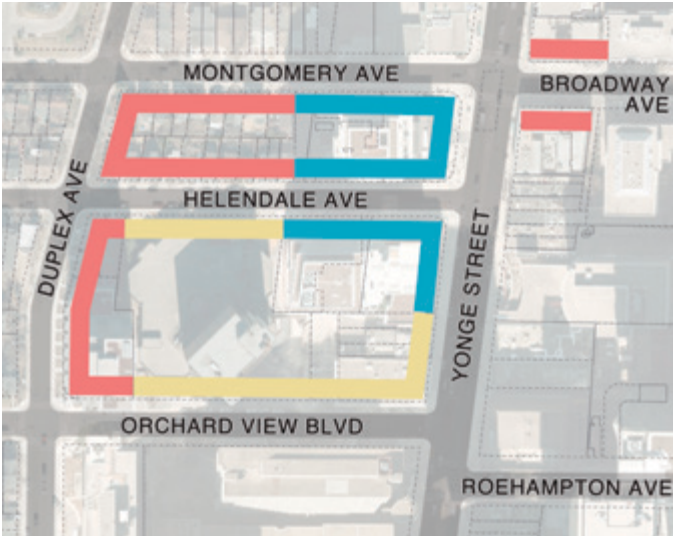 MONTGOMERY AVE
BROADWAY
AVE
HELENDALE AVE
DUPLEX AVE
YONGE STREET
ORCHARD VIEW BLVD
ROEHAMPTON AVE